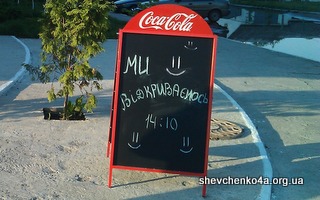 Coca-Cola
МИ
ВІДКРИВАЄМОСЬ
14:10
shevchenko4a.org.ua